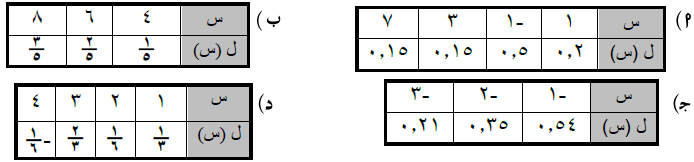 أ) س ١ -١ ٣ ٧
ل (س) ٠,٢ ٠,٥ ٠,١٥ ٠,١٥
ب) س ٤ ٦ ٨
ل (س) ١/٥ ٢/٥ ٣/٥
ج) س -١ -٢ -٣
ل (س) ٠,٥٤ ٠,٣٥ ٠,٢١
د) س ١ ٢ ٣ ٤
ل (س) ١/٣ ١/٦ ٢/٣ -١/٦